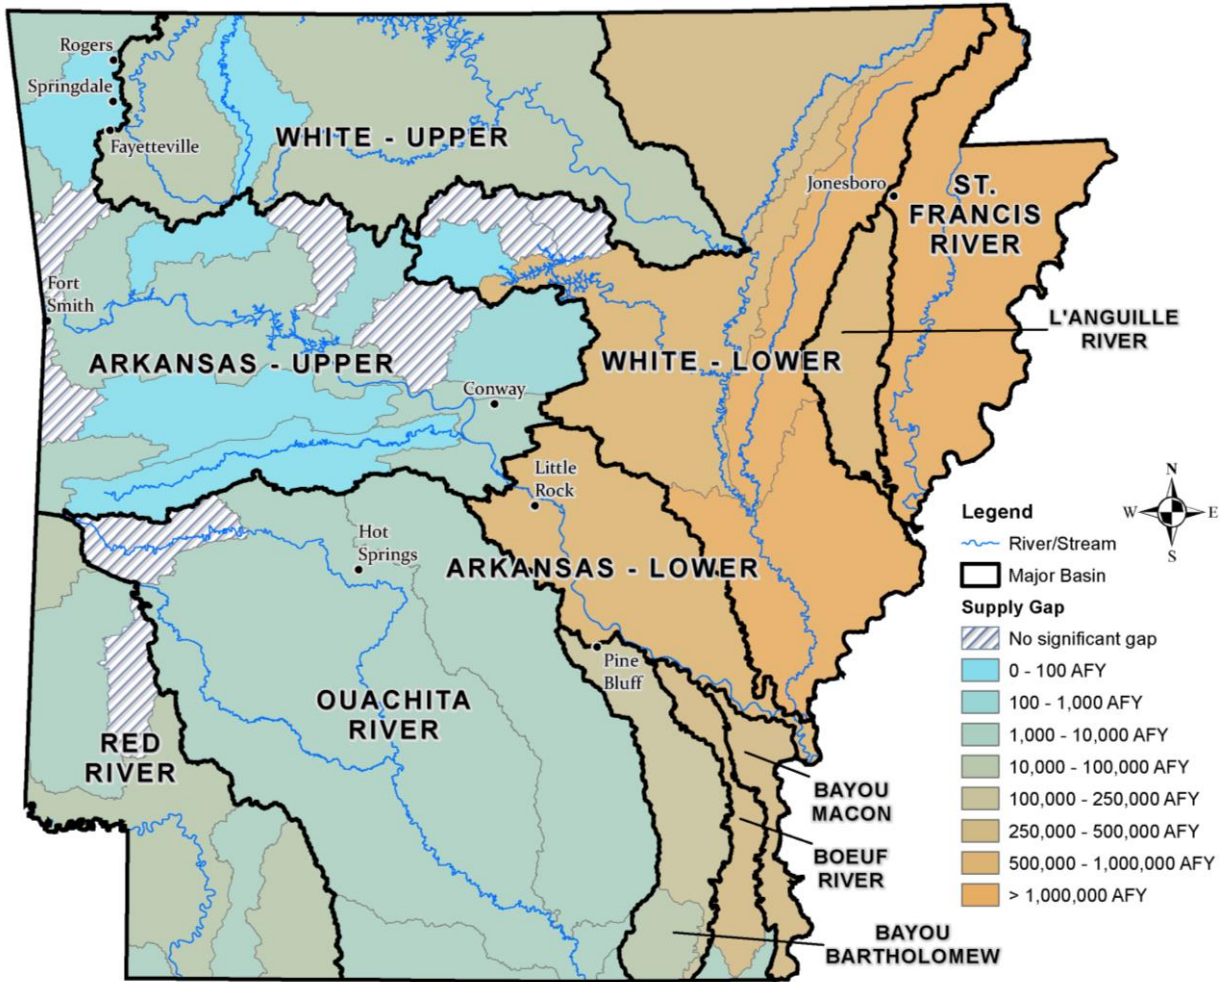 Rogers
Springdale
Fayetteville
WHITE - UPPER
Jonesboro
ST.
FRANCIS
RIVER
Fort
Smith
L'ANGUILLE
RIVER
ARKANSAS - UPPER
WHITE - LOWER
Conway
Little
Rock
Hot
Springs
ARKANSAS - LOWER
Pine
Bluff
OUACHITA
RIVER
RED
RIVER
BAYOU
MACON
BOEUF
RIVER
BAYOU
BARTHOLOMEW
N
W
E
S
Legend
River/Stream
Major Basin
Supply Gap
No significant gap
0 - 100 AFY
100 - 1,000 AFY
1,000 - 10,000 AFY
10,000 - 100,000 AFY
100,000 - 250,000 AFY
250,000 - 500,000 AFY
500,000 - 1,000,000 AFY
> 1,000,000 AFY